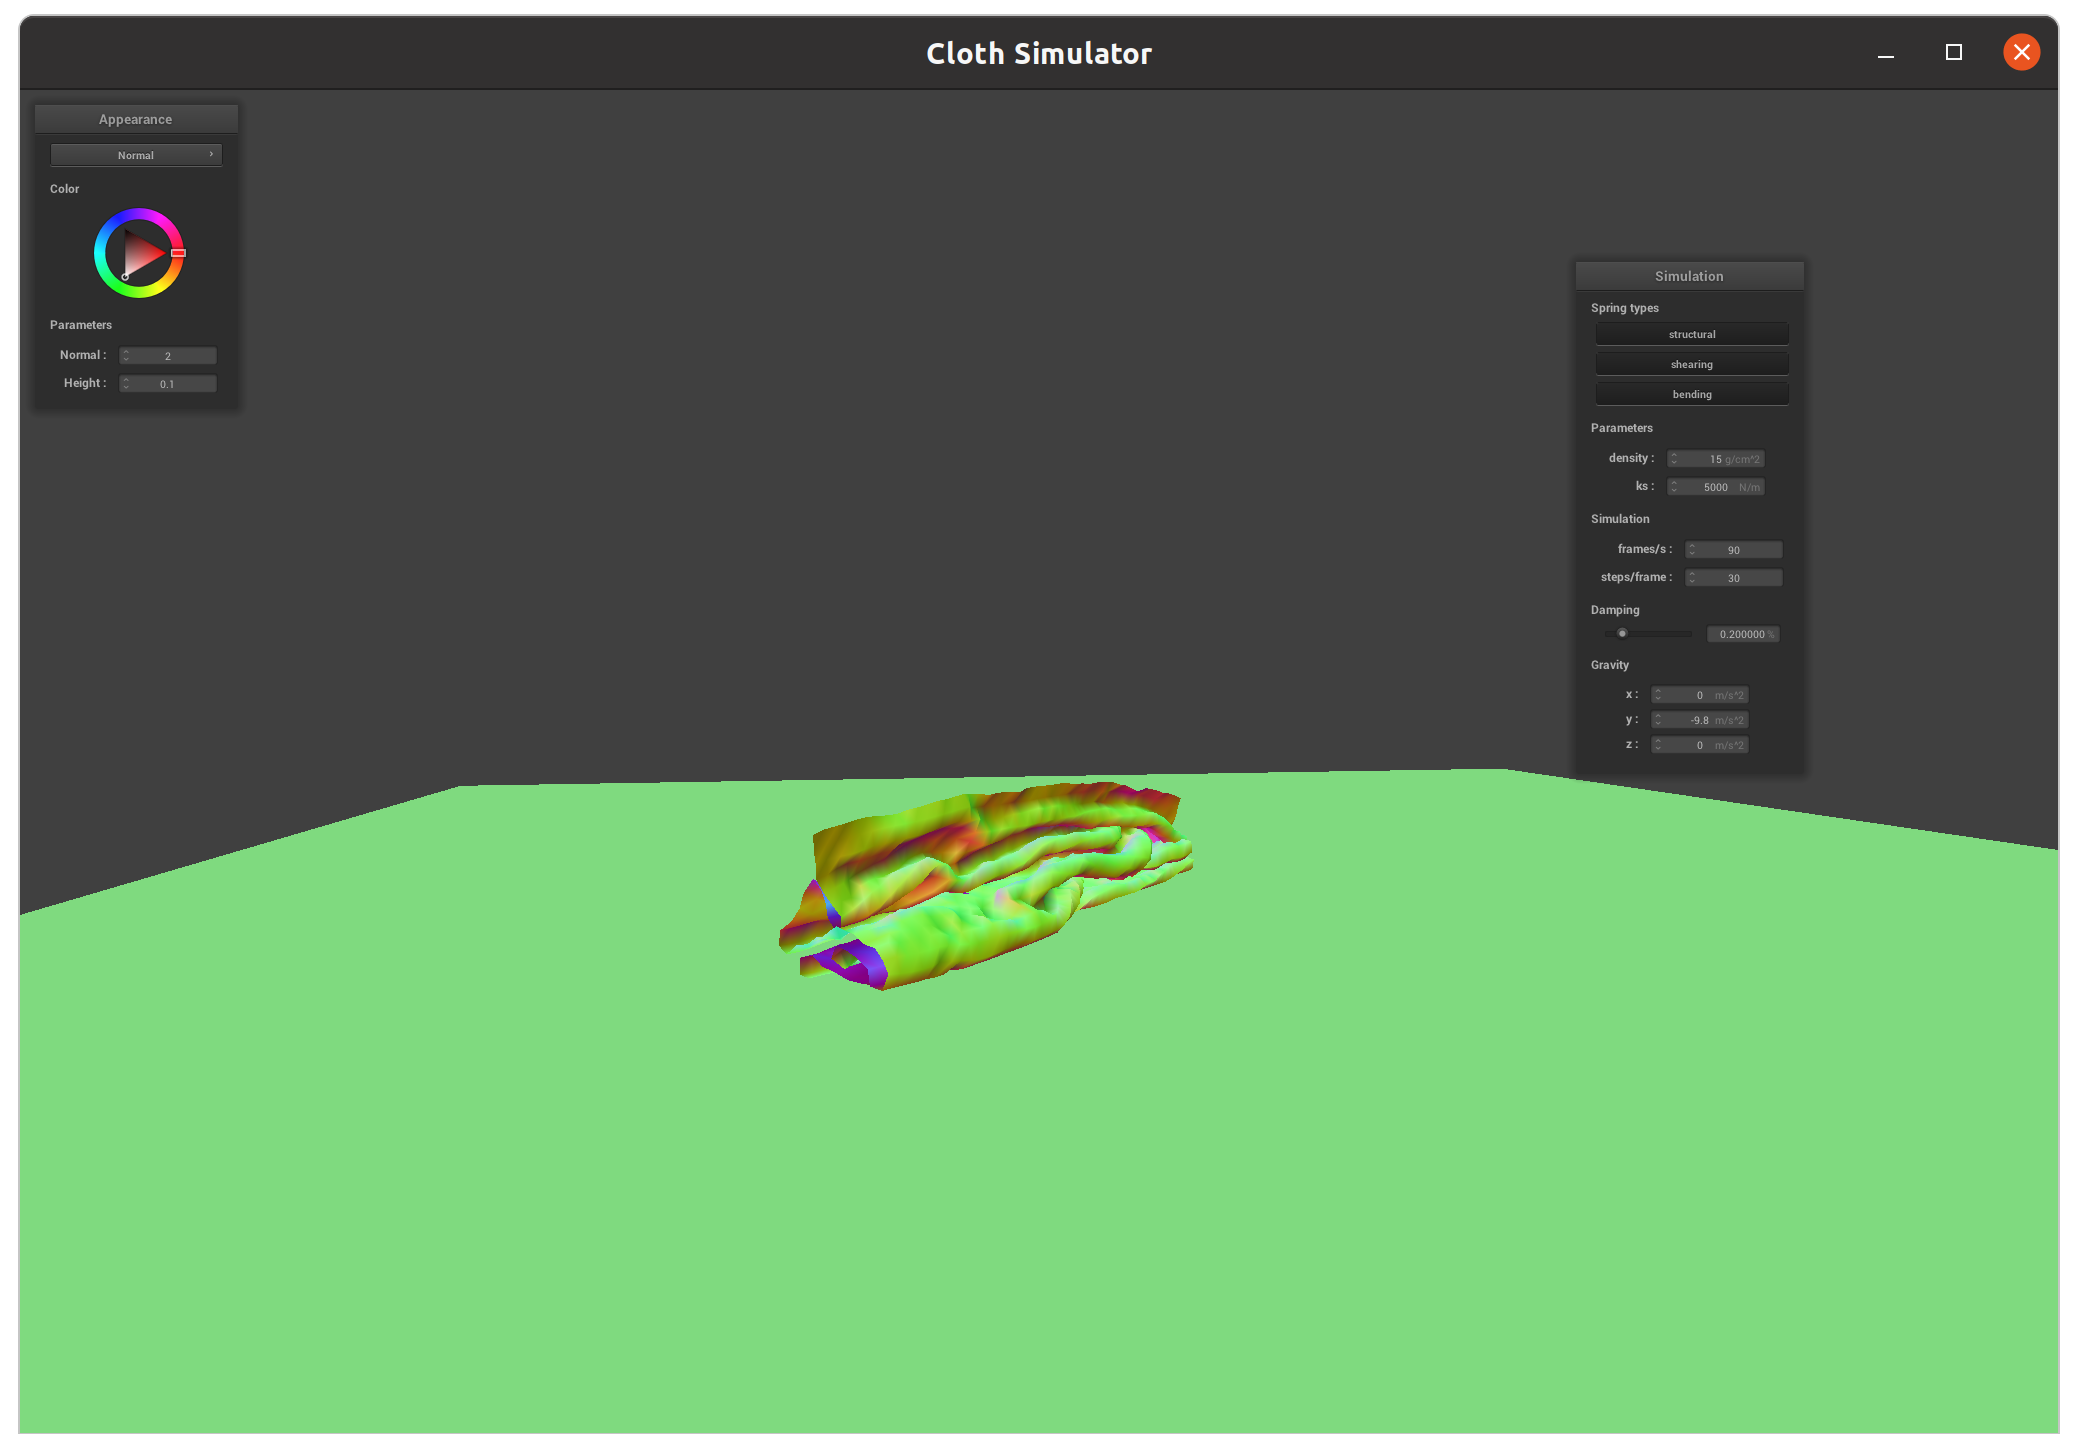 Cloth Simulator
Appearance
Normal
Color
Parameters
Normal : 2
Height : 0.1
Simulation
Spring types
structural
shearing
bending
Parameters
density : 15 g/cm^2
ks : 5000 N/m
Simulation
frames/s : 90
steps/frame : 30
Damping
0.200000 %
Gravity
x : 0 m/s^2
y : -9.8 m/s^2
z : 0 m/s^2